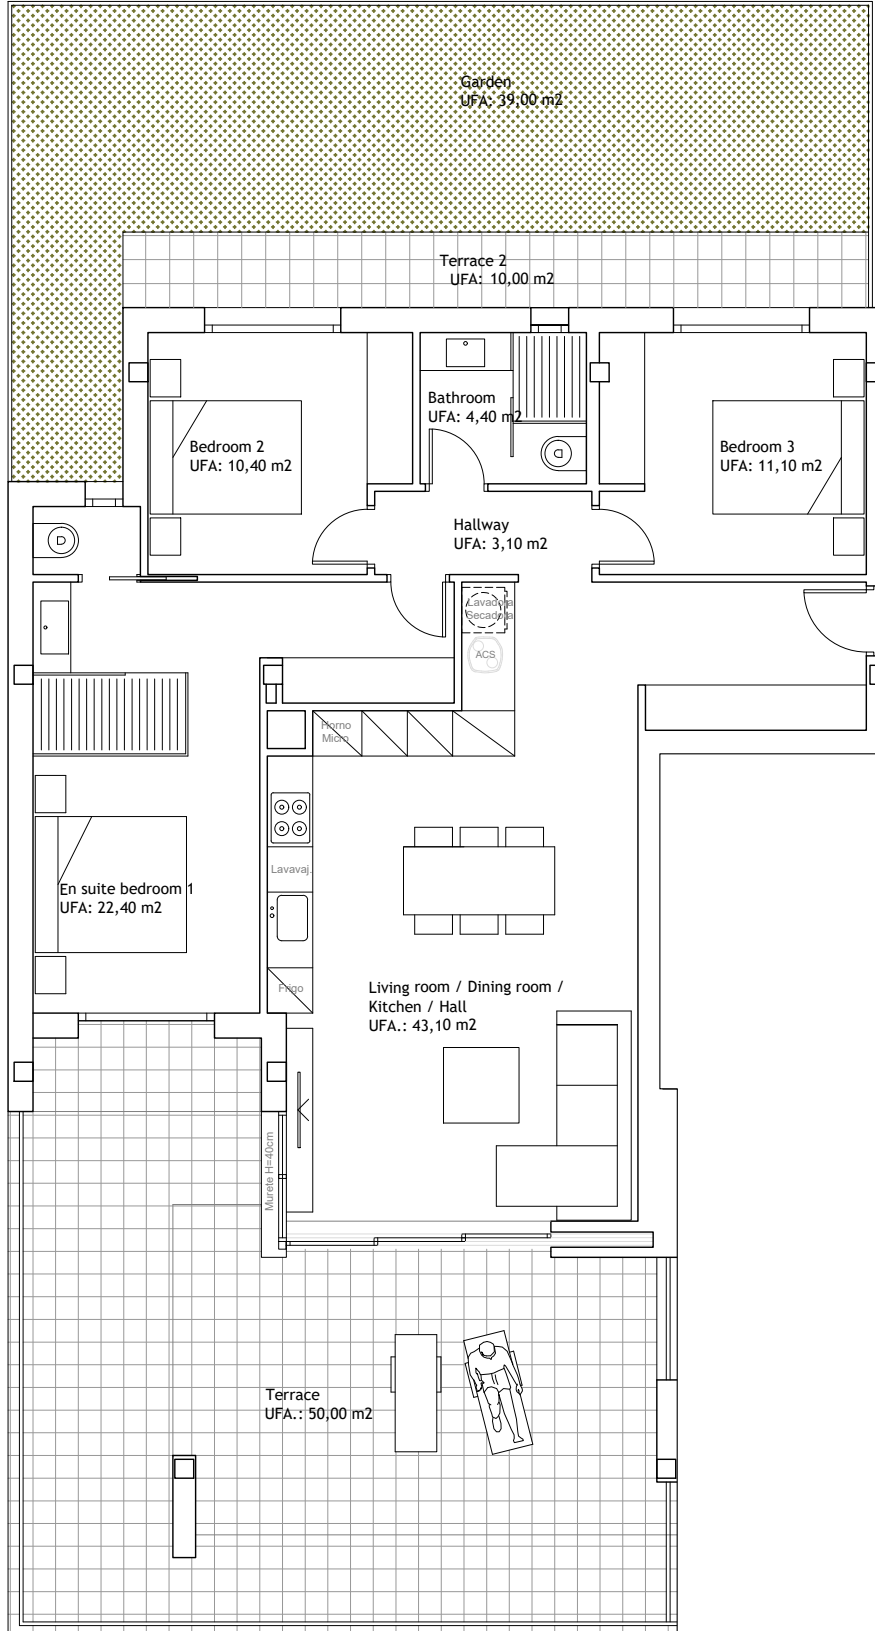 Garden
UFA: 39,00 m2
Terrace 2
UFA: 10,00 m2
Bathroom
UFA: 4,40 m2
Bedroom 2
UFA: 10,40 m2
Bedroom 3
UFA: 11,10 m2
Hallway
UFA: 3,10 m2
Lavadora
Secadora
ACS
Horno
Micro
Lavavaj.
En suite bedroom 1
UFA: 22,40 m2
Frigo
Living room / Dining room /
Kitchen / Hall
UFA.: 43,10 m2
Murete H=40cm
Terrace
UFA.: 50,00 m2